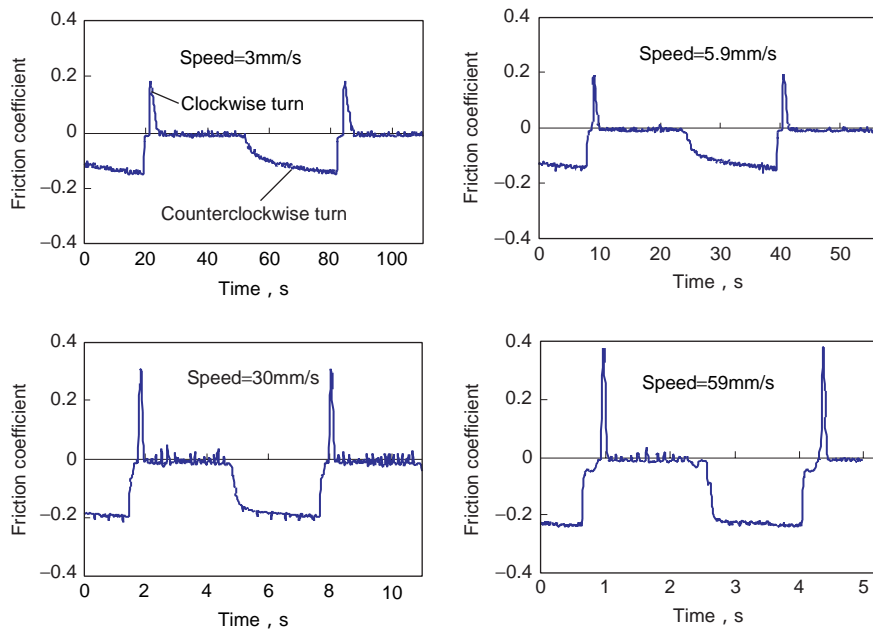 0.4
0.2
0
−0.2
−0.4
Friction coefficient
Speed=3mm/s
Clockwise turn
Counterclockwise turn
0 20 40 60 80 100
Time , s
0.4
0.2
0
−0.2
−0.4
Friction coefficient
Speed=5.9mm/s
0 10 20 30 40 50
Time , s
0.4
0.2
0
−0.2
−0.4
Friction coefficient
Speed=30mm/s
0 2 4 6 8 10
Time , s
0.4
0.2
0
−0.2
−0.4
Friction coefficient
Speed=59mm/s
0 1 2 3 4 5
Time , s